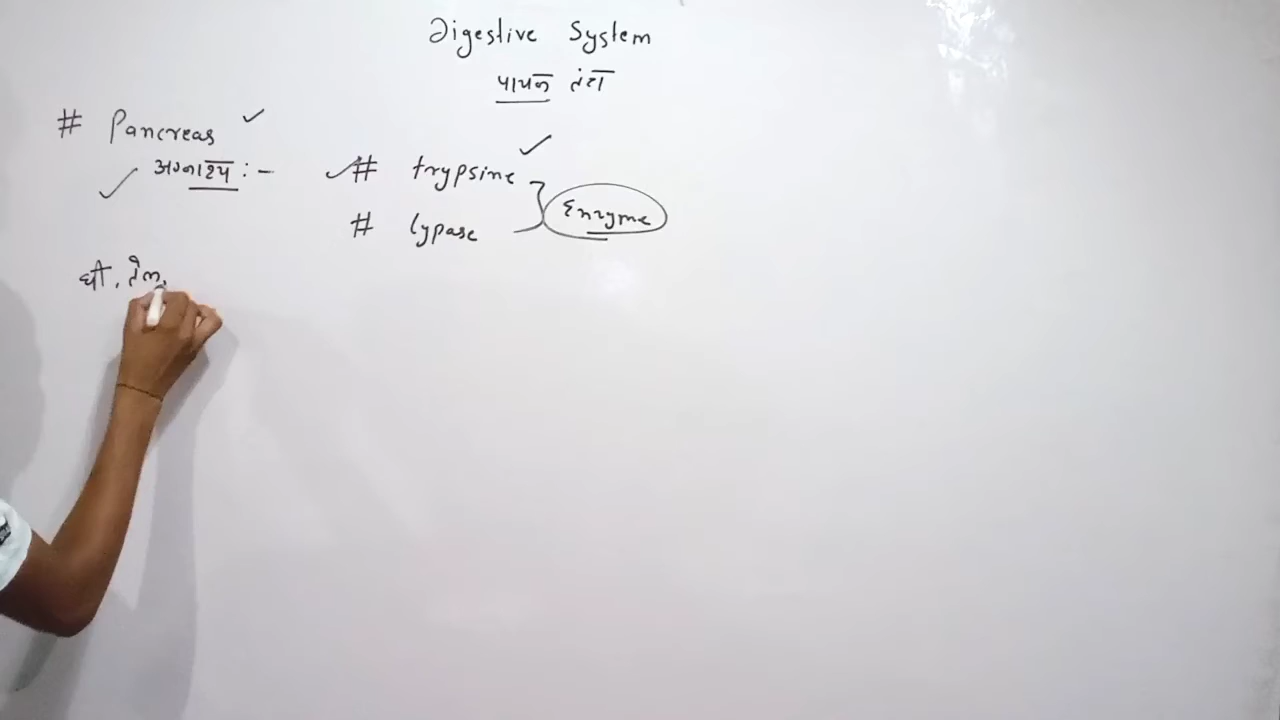 Digestive System
पाचन तंत्र
# Pancreas ✓
✓ अग्नाशय :-
✓ # trypsine ✓
# lypase
Enzyme
घी, तेल,